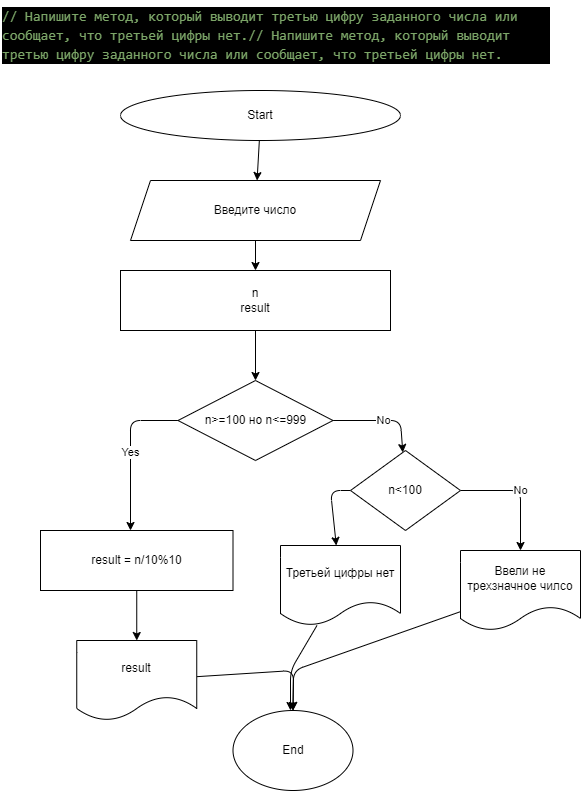 // Напишите метод, который выводит третью цифру заданного числа или
сообщает, что третьей цифры нет.// Напишите метод, который выводит
третью цифру заданного числа или сообщает, что третьей цифры нет.
Start
Введите число
n
result
n>=100 но n<=999
No
Yes
n<100
No
result = n/10%10
Третьей цифры нет
Ввели не
трехзначное чилсо
result
End